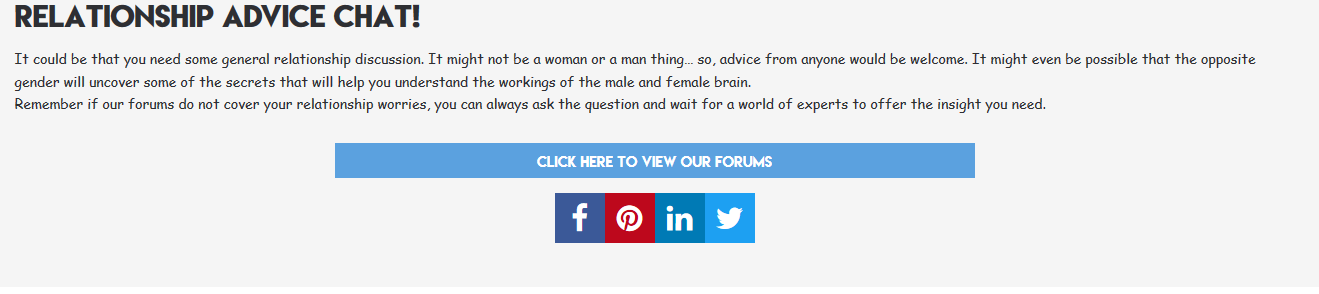 RELATIONSHIP ADVICE CHAT!
It could be that you need some general relationship discussion. It might not be a woman or a man thing... so, advice from anyone would be welcome. It might even be possible that the opposite
gender will uncover some of the secrets that will help you understand the workings of the male and female brain.
Remember if our forums do not cover your relationship worries, you can always ask the question and wait for a world of experts to offer the insight you need.
CLICK HERE TO VIEW OUR FORUMS